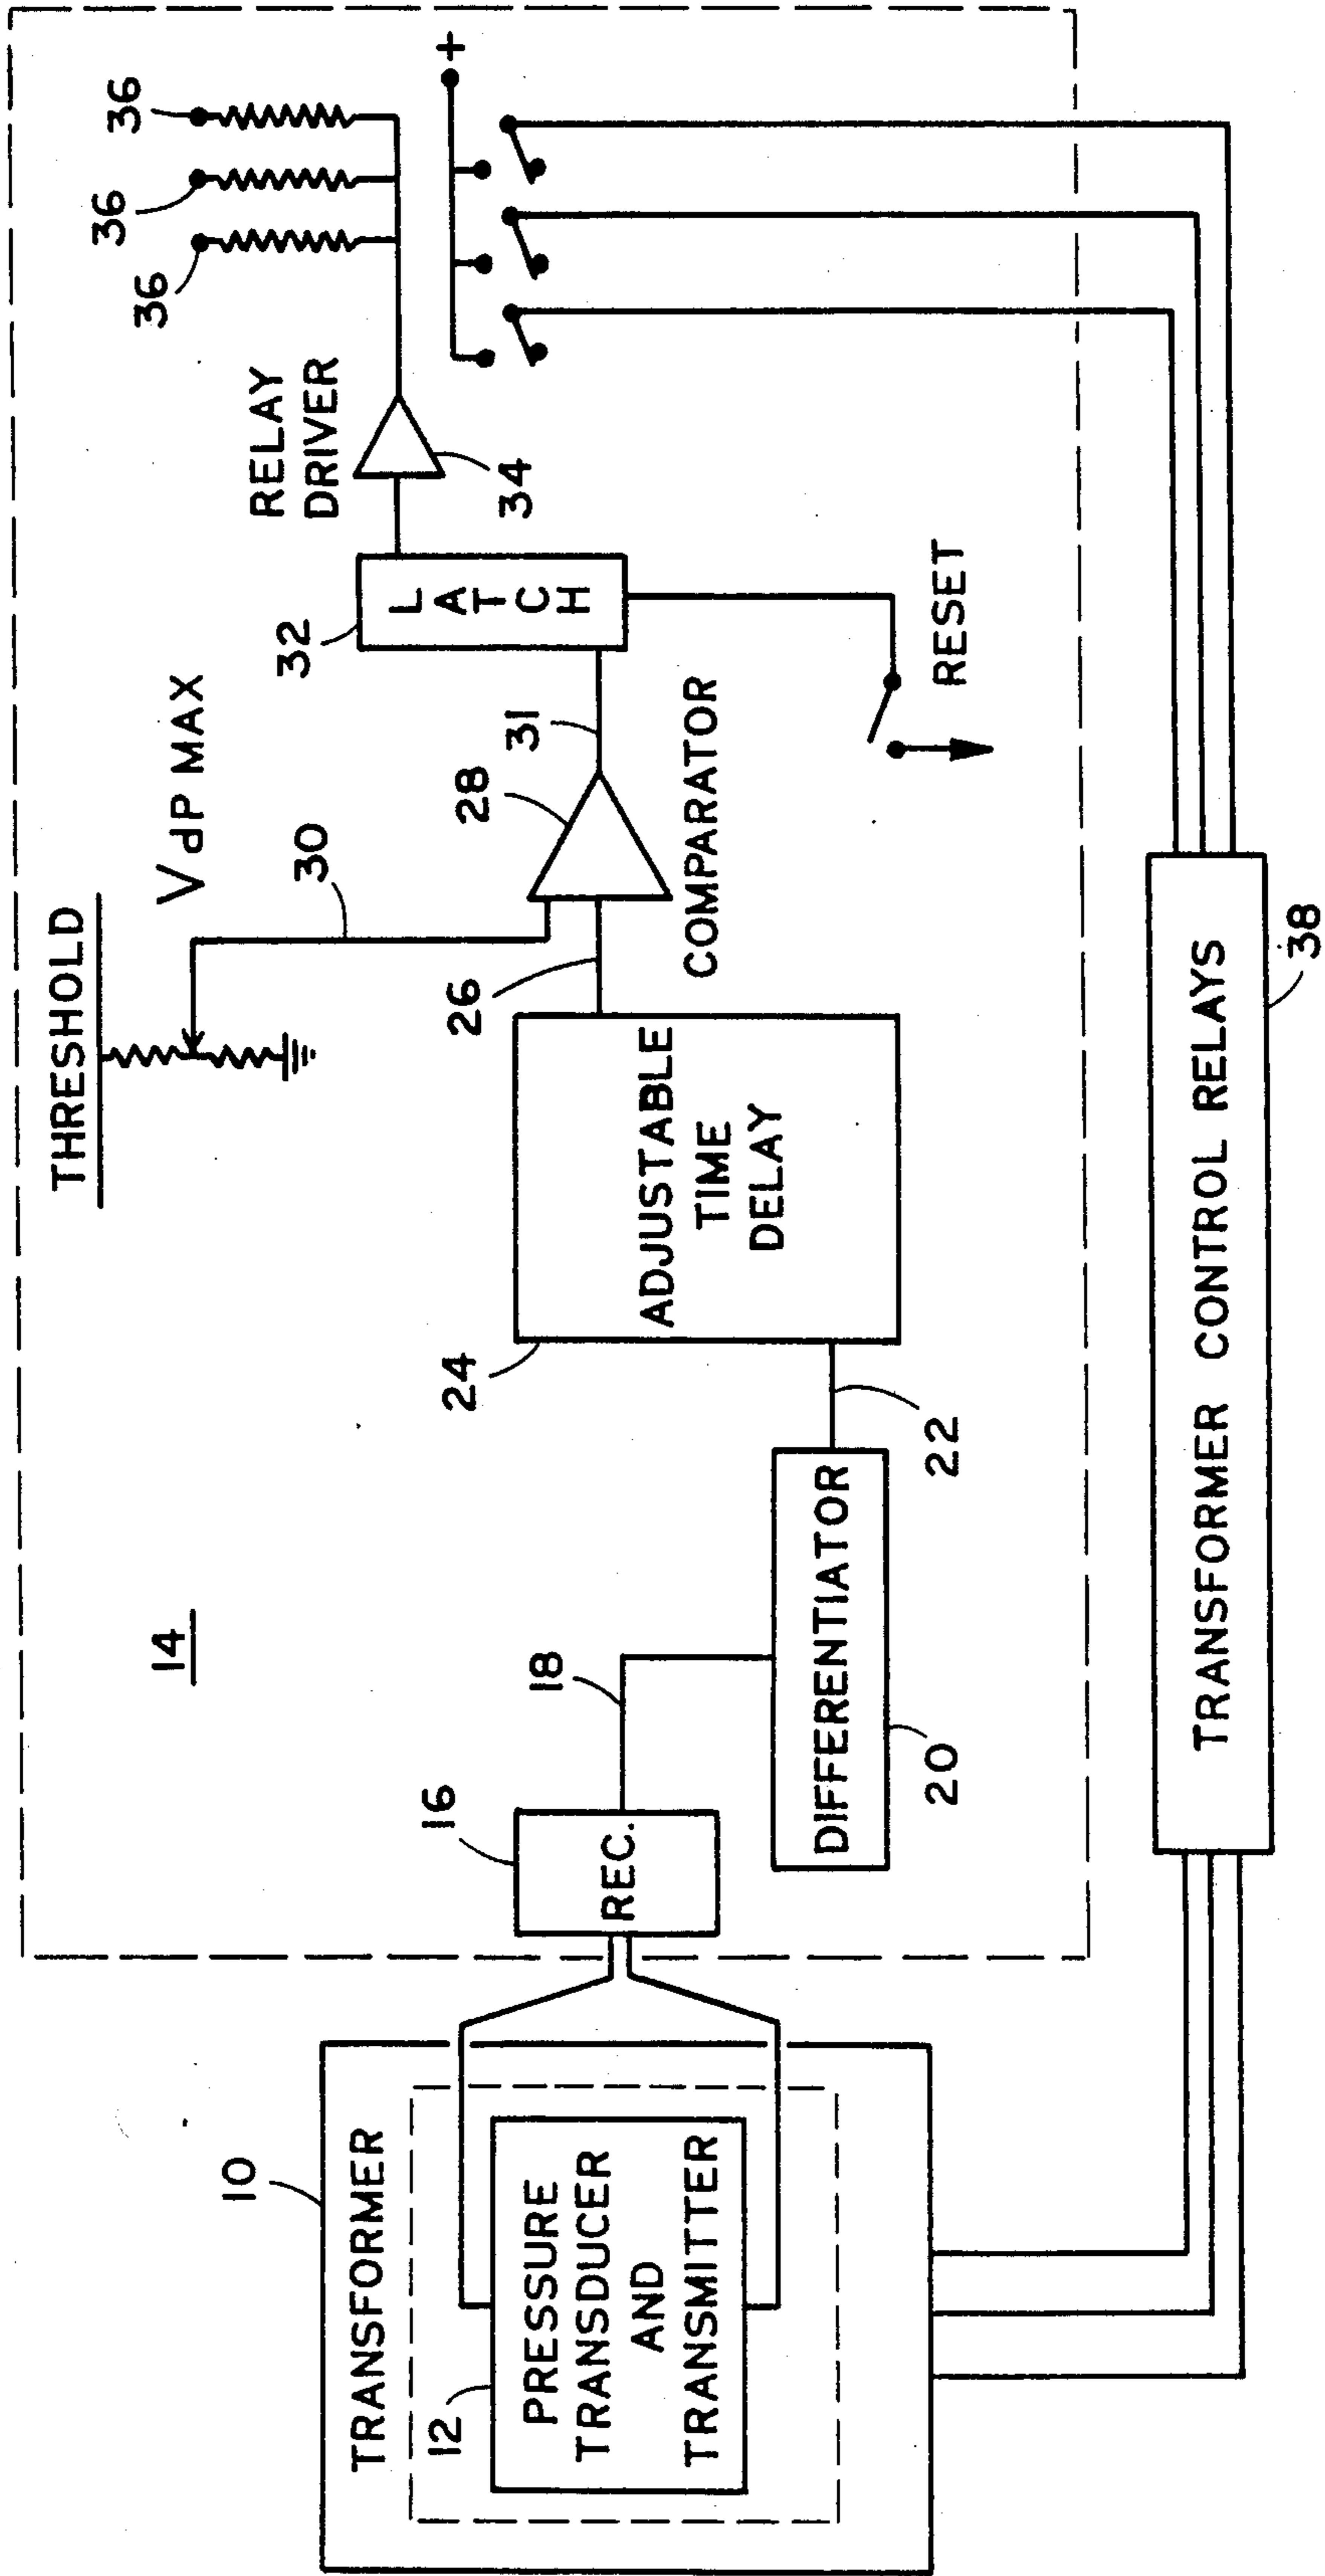 10
TRANSFORMER
12
PRESSURE
TRANSDUCER
AND
TRANSMITTER
14
16
REC.
18
DIFFERENTIATOR
20
22
24
ADJUSTABLE
TIME
DELAY
THRESHOLD
VdP MAX
30
26
28
COMPARATOR
31
32
LATCH
RESET
RELAY
DRIVER
34
36
36
36
+
TRANSFORMER CONTROL RELAYS
38